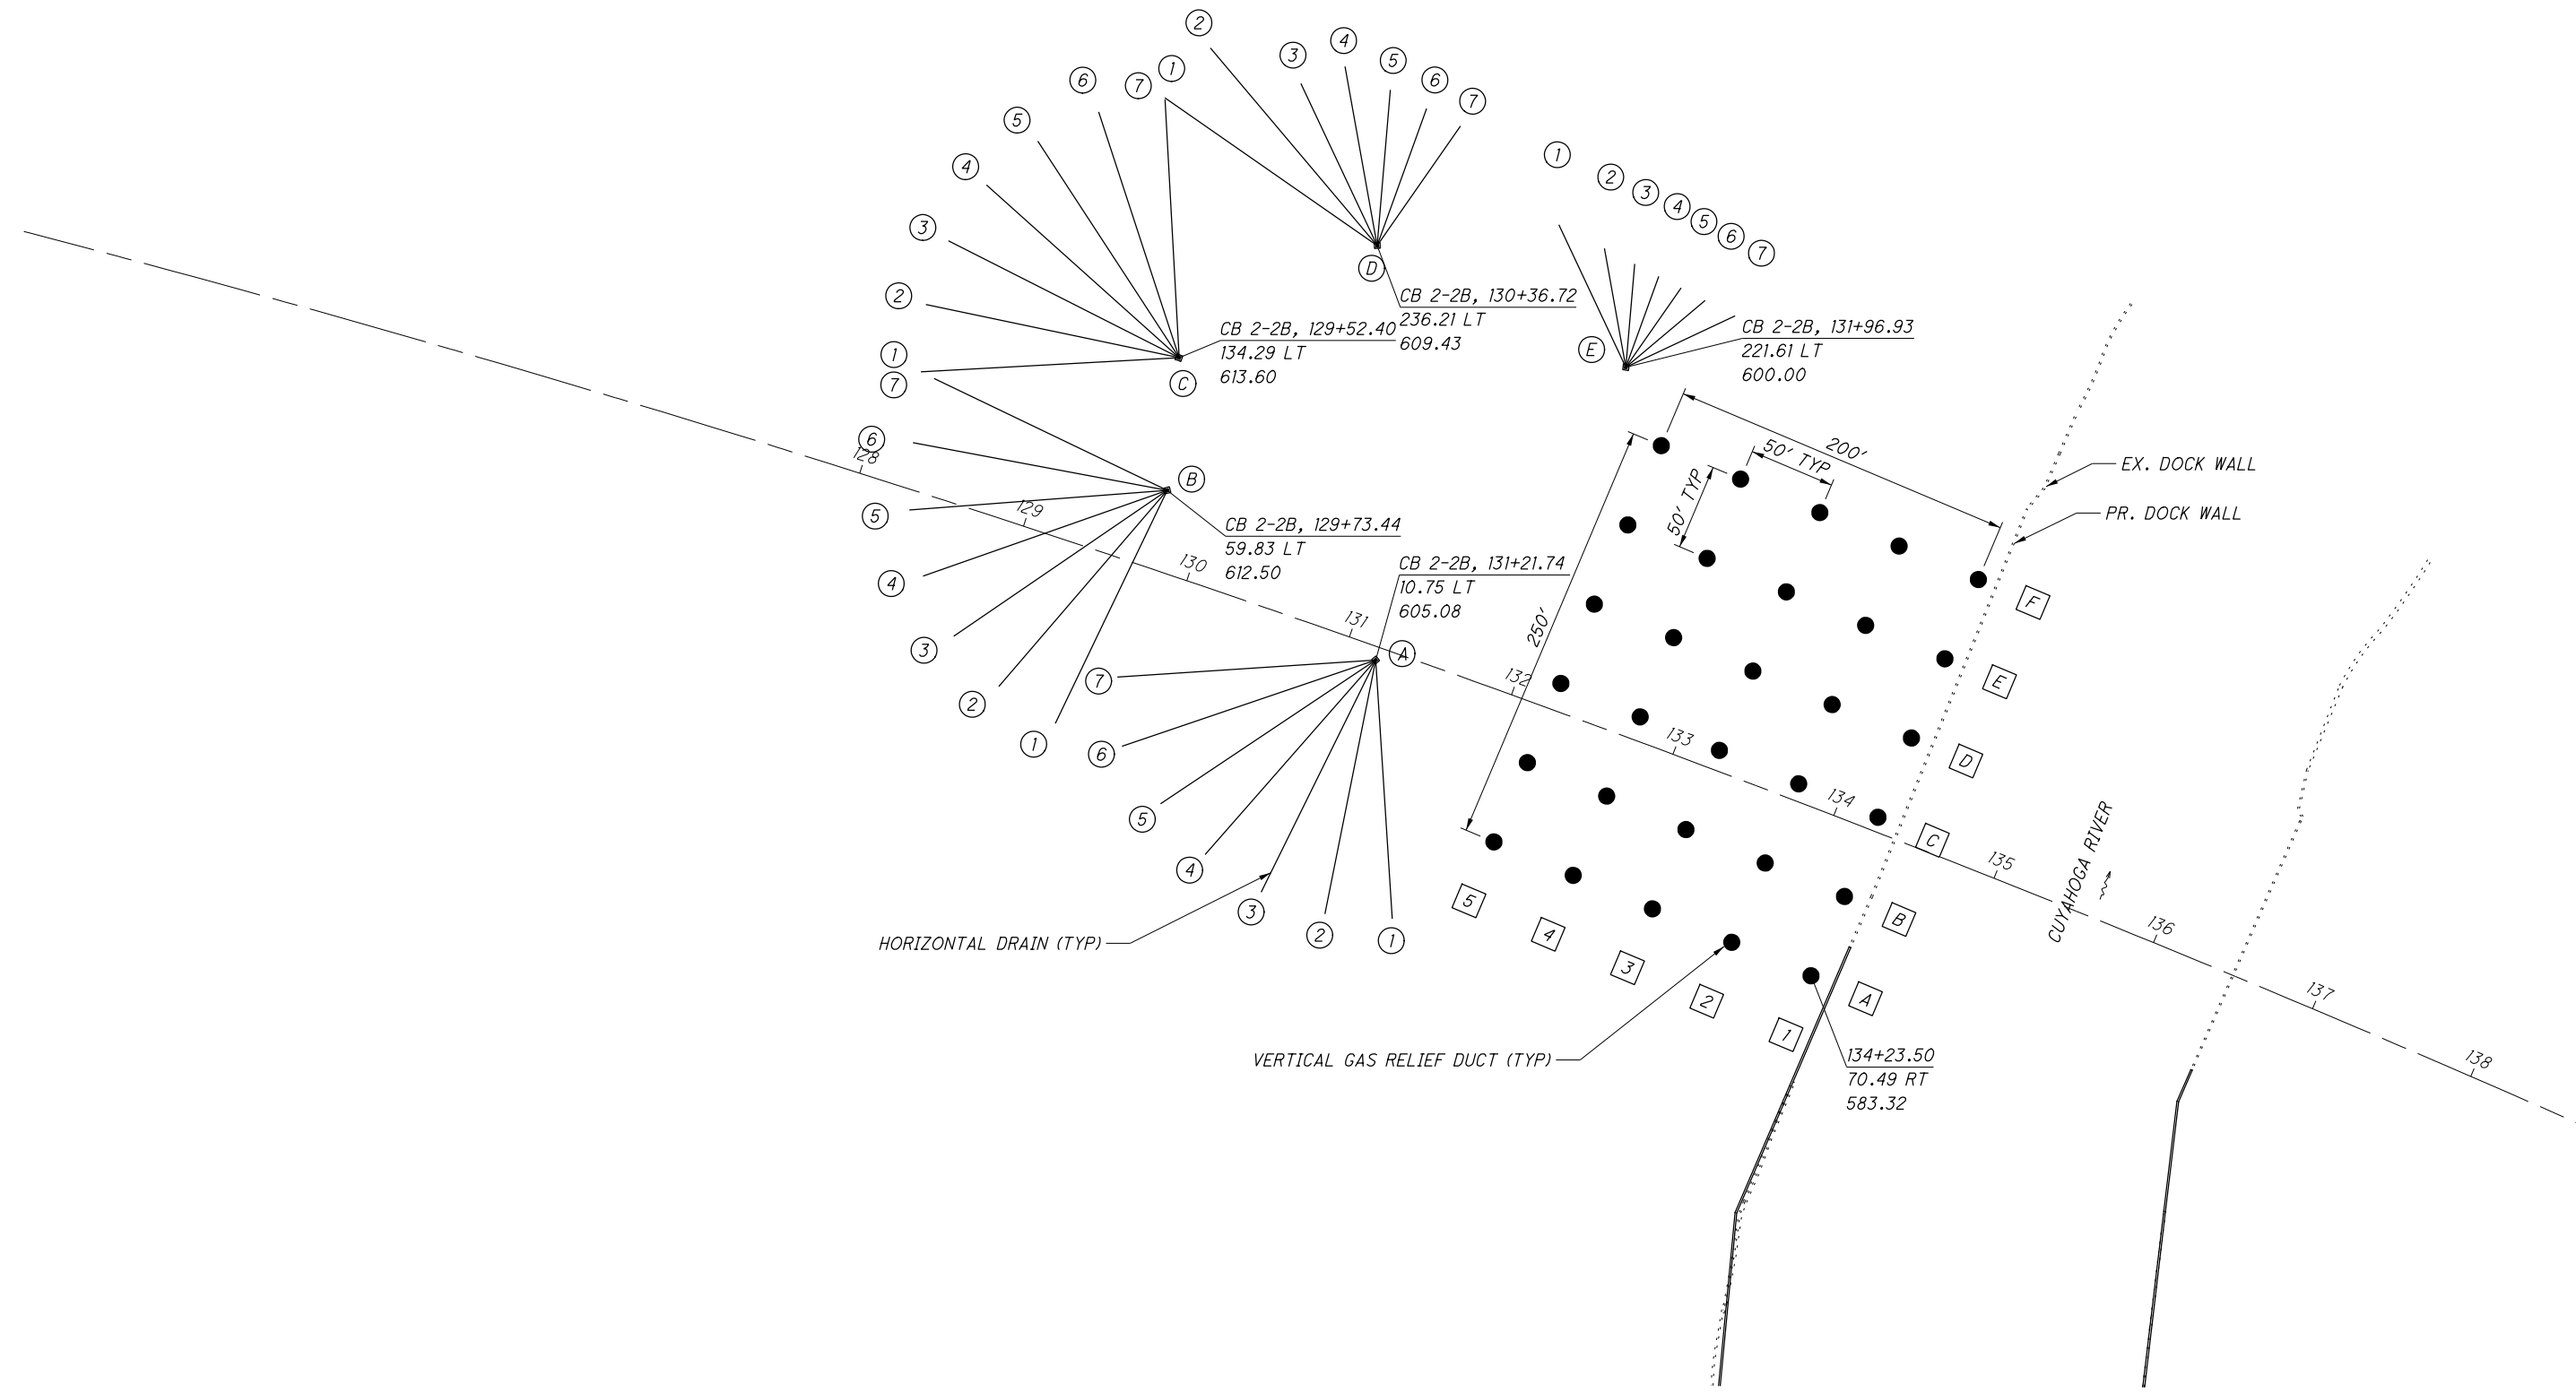 2
3
4
5
6
7
1
7
6
5
4
3
2
1
D
CB 2-2B, 130+36.72
236.21 LT
609.43
CB 2-2B, 129+52.40
134.29 LT
613.60
C
1
2
3
4
5
6
7
E
CB 2-2B, 131+96.93
221.61 LT
600.00
7
6
5
4
3
2
1
B
CB 2-2B, 129+73.44
59.83 LT
612.50
CB 2-2B, 131+21.74
10.75 LT
605.08
A
7
6
5
4
3
2
1
HORIZONTAL DRAIN (TYP)
128
129
130
131
132
133
134
135
136
137
138
200'
50' TYP
50' TYP
250'
EX. DOCK WALL
PR. DOCK WALL
F
E
D
C
B
A
5
4
3
2
1
CUYAHOGA RIVER
VERTICAL GAS RELIEF DUCT (TYP)
134+23.50
70.49 RT
583.32